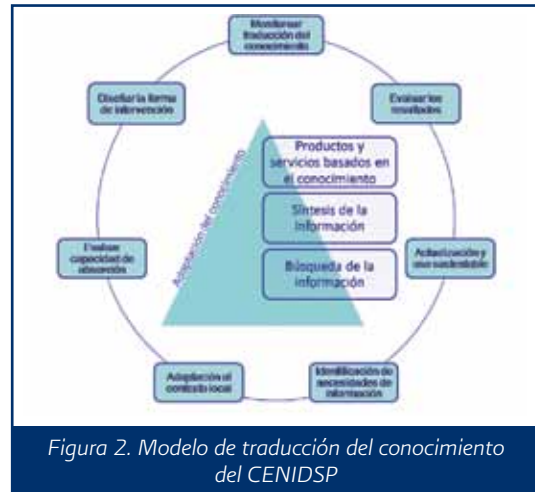 Monitorear
traducción del
conocimiento
Diseñar la forma
de intervención
Evaluar los
resultados
Adaptación del conocimiento
Productos y
servicios basados en
el conocimiento
Síntesis de la
información
Búsqueda de la
información
Evaluar
capacidad de
absorción
Actualización y
uso sustentable
Adaptación al
contexto local
Identificación de
necesidades de
información
Figura 2. Modelo de traducción del conocimiento
del CENIDSP